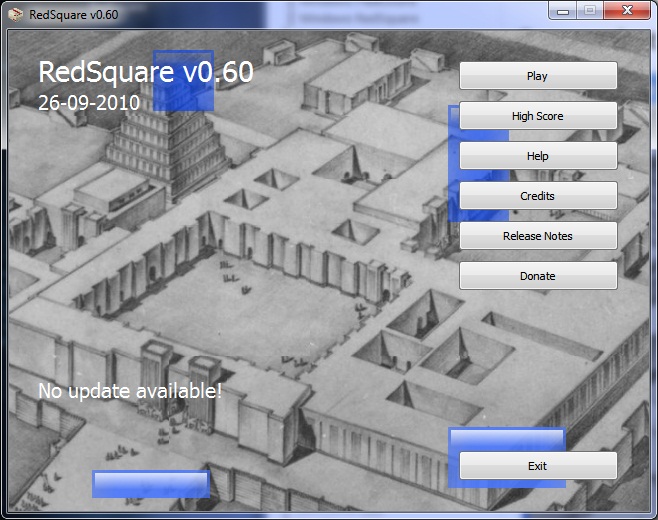 RedSquare v0.60
RedSquare v0.60
26-09-2010
Play
High Score
Help
Credits
Release Notes
Donate
No update available!
Exit